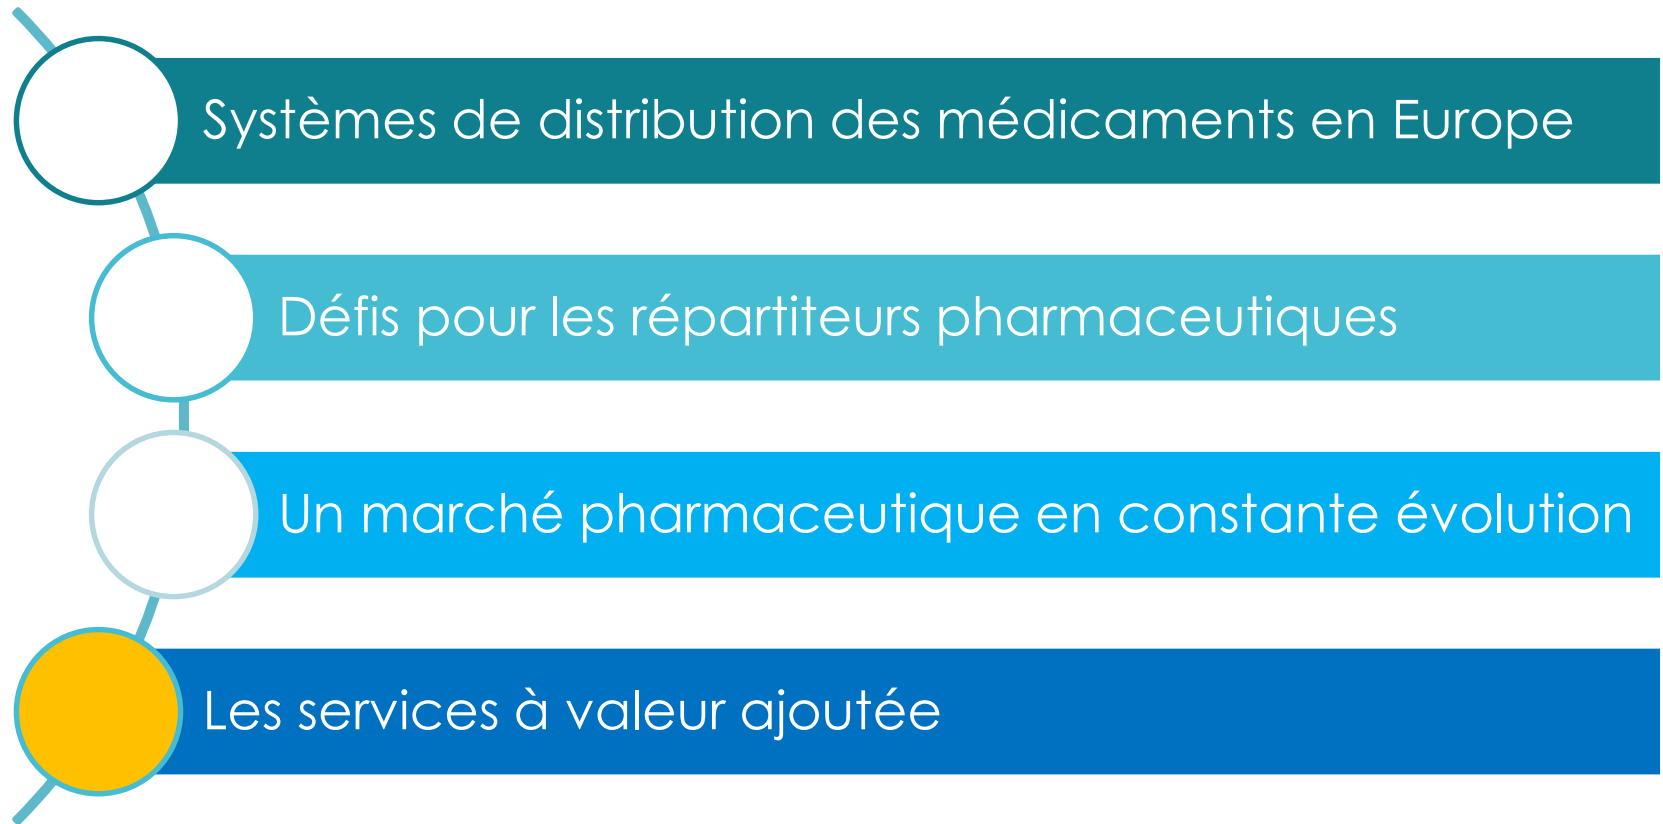 Systèmes de distribution des médicaments en Europe
Défis pour les répartiteurs pharmaceutiques
Un marché pharmaceutique en constante évolution
Les services à valeur ajoutée